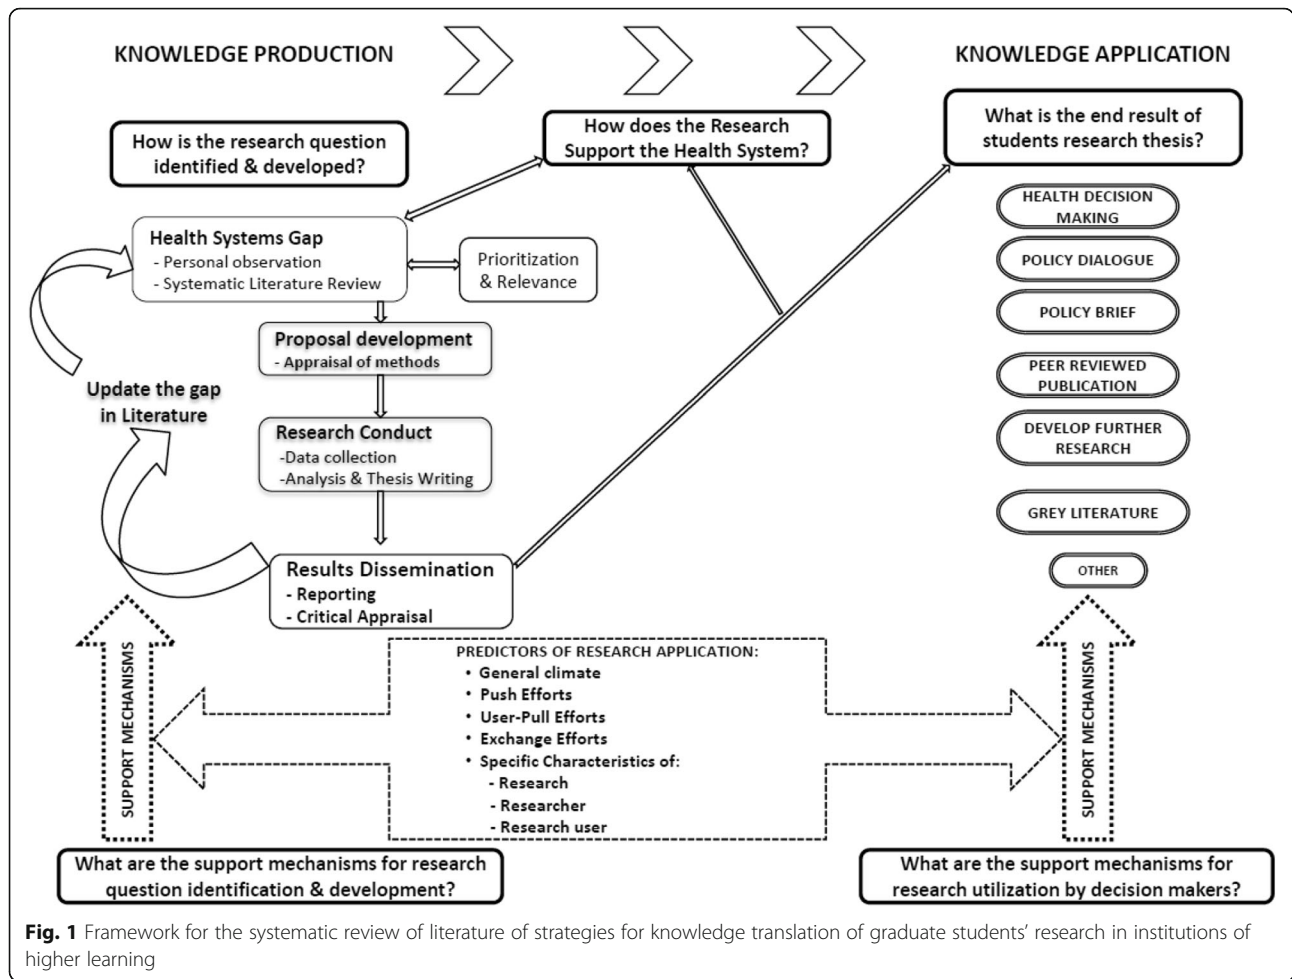 KNOWLEDGE PRODUCTION
KNOWLEDGE APPLICATION
How is the research question
identified & developed?
How does the Research
Support the Health System?
What is the end result of
students research thesis?
Health Systems Gap
- Personal observation
- Systematic Literature Review
Prioritization
& Relevance
Proposal development
- Appraisal of methods
Update the gap
in Literature
Research Conduct
-Data collection
-Analysis & Thesis Writing
Results Dissemination
- Reporting
- Critical Appraisal
HEALTH DECISION
MAKING
POLICY DIALOGUE
POLICY BRIEF
PEER REVIEWED
PUBLICATION
DEVELOP FURTHER
RESEARCH
GREY LITERATURE
OTHER
SUPPORT MECHANISMS
PREDICTORS OF RESEARCH APPLICATION:
• General climate
• Push Efforts
• User-Pull Efforts
• Exchange Efforts
• Specific Characteristics of:
- Research
- Researcher
- Research user
SUPPORT MECHANISMS
What are the support mechanisms for research
question identification & development?
What are the support mechanisms for
research utilization by decision makers?
Fig. 1 Framework for the systematic review of literature of strategies for knowledge translation of graduate students' research in institutions of
higher learning